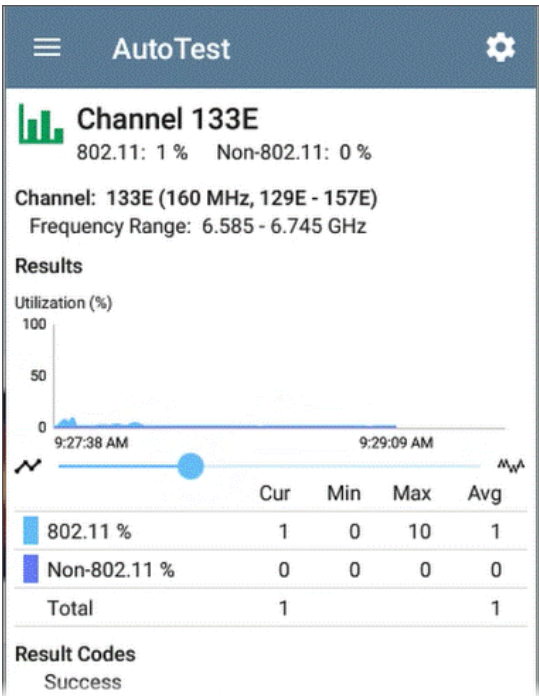 AutoTest
Channel 133E
802.11: 1 % Non-802.11: 0 %
Channel: 133E (160 MHz, 129E - 157E)
Frequency Range: 6.585 - 6.745 GHz
Results
Utilization (%)
100
50
0
9:27:38 AM 9:29:09 AM
Cur Min Max Avg
802.11 % 1 0 10 1
Non-802.11 % 0 0 0 0
Total 1 1
Result Codes
Success